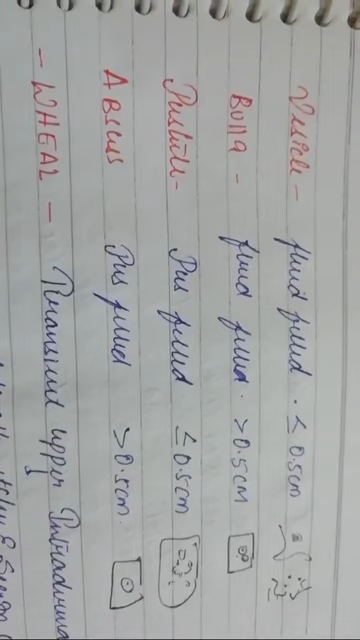 Vesicle - fluid filled . ≤ 0.5cm
Bulla - fluid filled . > 0.5cm
Pustule - Pus filled ≤ 0.5cm
Abscess Pus filled > 0.5cm.
- WHEAL - Transient upper Intraderma